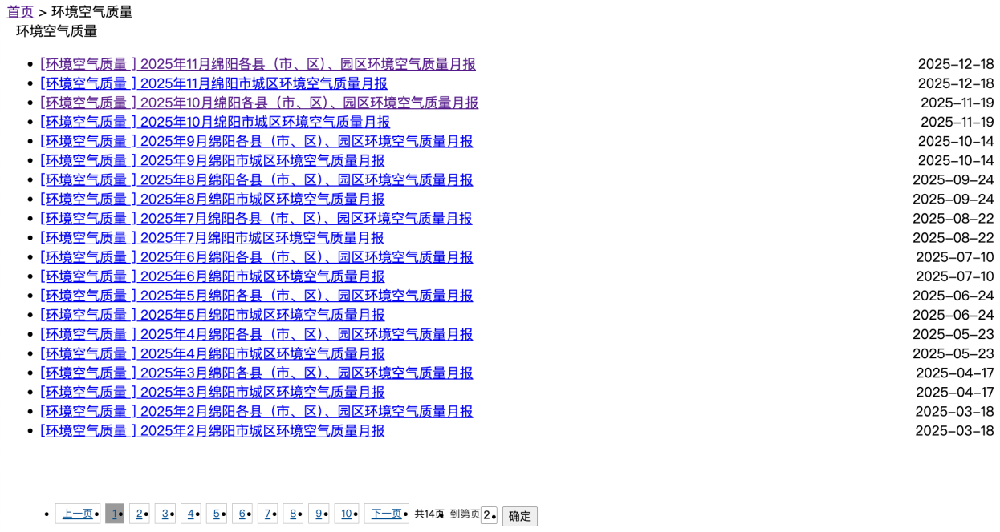 首页 > 环境空气质量
环境空气质量
[环境空气质量 ] 2025年11月绵阳各县（市、区）、园区环境空气质量月报 2025-12-18
[环境空气质量 ] 2025年11月绵阳市城区环境空气质量月报 2025-12-18
[环境空气质量 ] 2025年10月绵阳各县（市、区）、园区环境空气质量月报 2025-11-19
[环境空气质量 ] 2025年10月绵阳市城区环境空气质量月报 2025-11-19
[环境空气质量 ] 2025年9月绵阳各县（市、区）、园区环境空气质量月报 2025-10-14
[环境空气质量 ] 2025年9月绵阳市城区环境空气质量月报 2025-10-14
[环境空气质量 ] 2025年8月绵阳各县（市、区）、园区环境空气质量月报 2025-09-24
[环境空气质量 ] 2025年8月绵阳市城区环境空气质量月报 2025-09-24
[环境空气质量 ] 2025年7月绵阳各县（市、区）、园区环境空气质量月报 2025-08-22
[环境空气质量 ] 2025年7月绵阳市城区环境空气质量月报 2025-08-22
[环境空气质量 ] 2025年6月绵阳各县（市、区）、园区环境空气质量月报 2025-07-10
[环境空气质量 ] 2025年6月绵阳市城区环境空气质量月报 2025-07-10
[环境空气质量 ] 2025年5月绵阳各县（市、区）、园区环境空气质量月报 2025-06-24
[环境空气质量 ] 2025年5月绵阳市城区环境空气质量月报 2025-06-24
[环境空气质量 ] 2025年4月绵阳各县（市、区）、园区环境空气质量月报 2025-05-23
[环境空气质量 ] 2025年4月绵阳市城区环境空气质量月报 2025-05-23
[环境空气质量 ] 2025年3月绵阳各县（市、区）、园区环境空气质量月报 2025-04-17
[环境空气质量 ] 2025年3月绵阳市城区环境空气质量月报 2025-04-17
[环境空气质量 ] 2025年2月绵阳各县（市、区）、园区环境空气质量月报 2025-03-18
[环境空气质量 ] 2025年2月绵阳市城区环境空气质量月报 2025-03-18
上一页 1 2 3 4 5 6 7 8 9 10 下一页 共14页 到第页 2 确定